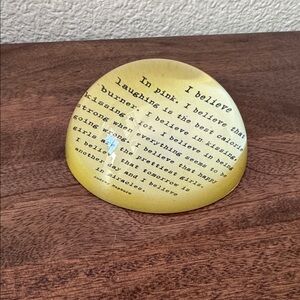 In pink. I believe
laughing is the best calorie
burner. I believe in kissing,
kissing a lot. I believe in being
strong when everything seems to be
going I believe that happy
girls are the prettiest girls.
I believe that tomorrow is
another day and I believe
in miracles.